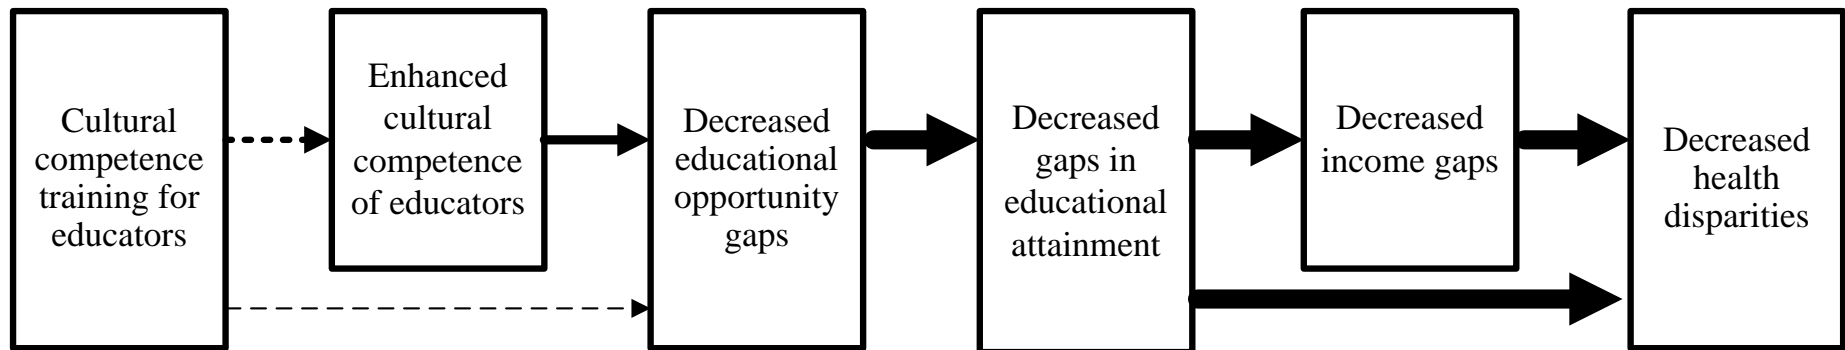 Cultural
competence
training for
educators
Enhanced
cultural
competence
of educators
Decreased
educational
opportunity
gaps
Decreased
gaps in
educational
attainment
Decreased
income gaps
Decreased
health
disparities